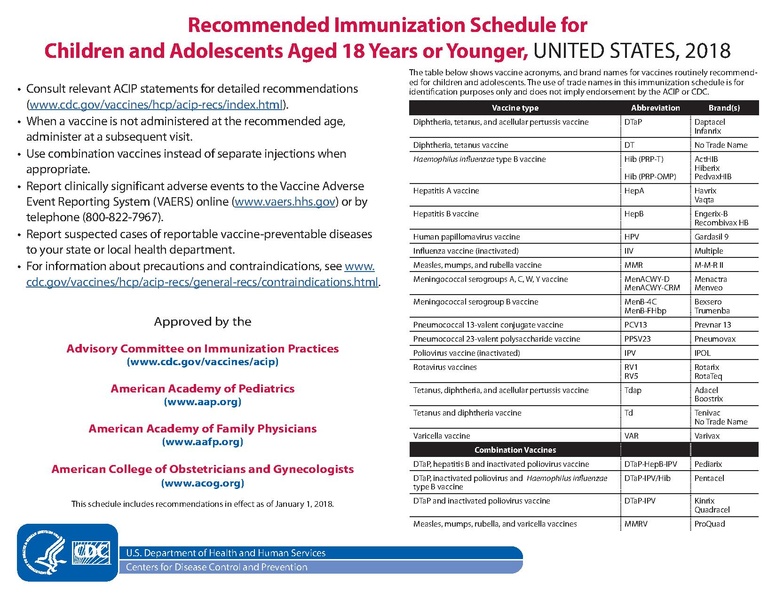 Recommended Immunization Schedule for
Children and Adolescents Aged 18 Years or Younger, UNITED STATES, 2018
• Consult relevant ACIP statements for detailed recommendations
(www.cdc.gov/vaccines/hcp/acip-recs/index.html).
• When a vaccine is not administered at the recommended age,
administer at a subsequent visit.
• Use combination vaccines instead of separate injections when
appropriate.
• Report clinically significant adverse events to the Vaccine Adverse
Event Reporting System (VAERS) online (www.vaers.hhs.gov) or by
telephone (800-822-7967).
• Report suspected cases of reportable vaccine-preventable diseases
to your state or local health department.
• For information about precautions and contraindications, see www.
cdc.gov/vaccines/hcp/acip-recs/general-recs/contraindications.html.
Approved by the
Advisory Committee on Immunization Practices
(www.cdc.gov/vaccines/acip)
American Academy of Pediatrics
(www.aap.org)
American Academy of Family Physicians
(www.aafp.org)
American College of Obstetricians and Gynecologists
(www.acog.org)
This schedule includes recommendations in effect as of January 1, 2018.
The table below shows vaccine acronyms, and brand names for vaccines routinely recommend-
ed for children and adolescents. The use of trade names in this immunization schedule is for
identification purposes only and does not imply endorsement by the ACIP or CDC.
Vaccine type Abbreviation Brand(s)
Diphtheria, tetanus, and acellular pertussis vaccine DTaP Daptacel
Infanrix
Diphtheria, tetanus vaccine DT No Trade Name
Haemophilus influenzae type B vaccine Hib (PRP-T) ActHIB
Hiberix
Hib (PRP-OMP) PedvaxHIB
Hepatitis A vaccine HepA Havrix
Vaqta
Hepatitis B vaccine HepB Engerix-B
Recombivax HB
Human papillomavirus vaccine HPV Gardasil 9
Influenza vaccine (inactivated) IIV Multiple
Measles, mumps, and rubella vaccine MMR M-M-R II
Meningococcal serogroups A, C, W, Y vaccine MenACWY-D Menactra
MenACWY-CRM Menveo
Meningococcal serogroup B vaccine MenB-4C Bexsero
MenB-FHbp Trumenba
Pneumococcal 13-valent conjugate vaccine PCV13 Prevnar 13
Pneumococcal 23-valent polysaccharide vaccine PPSV23 Pneumovax
Poliovirus vaccine (inactivated) IPV IPOL
Rotavirus vaccines RV1 Rotarix
RV5 RotaTeq
Tetanus, diphtheria, and acellular pertussis vaccine Tdap Adacel
Boostrix
Tetanus and diphtheria vaccine Td Tenivac
No Trade Name
Varicella vaccine VAR Varivax
Combination Vaccines
DTaP, hepatitis B and inactivated poliovirus vaccine DTaP-HepB-IPV Pediarix
DTaP, inactivated poliovirus and Haemophilus influenzae DTaP-IPV/Hib Pentacel
type B vaccine
DTaP and inactivated poliovirus vaccine DTaP-IPV Kinrix
Quadracel
Measles, mumps, rubella, and varicella vaccines MMRV ProQuad
CDC
U.S. Department of Health and Human Services
Centers for Disease Control and Prevention